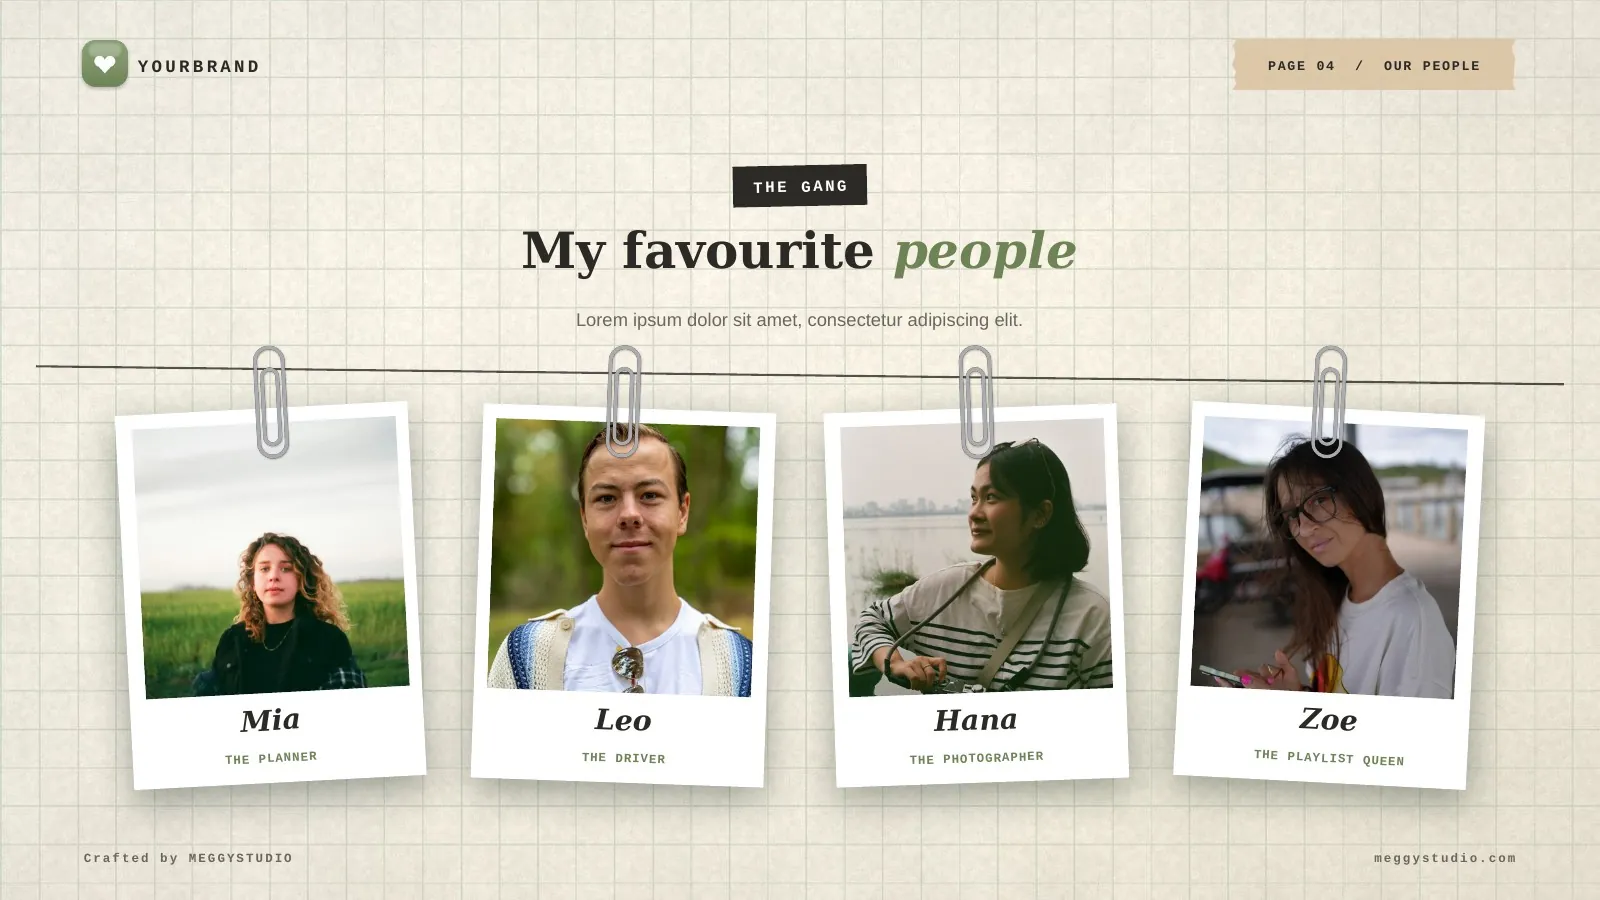 YOURBRAND
PAGE 04 / OUR PEOPLE
THE GANG
My favourite people
Lorem ipsum dolor sit amet, consectetur adipiscing elit.
Mia
THE PLANNER
Leo
THE DRIVER
Hana
THE PHOTOGRAPHER
Zoe
THE PLAYLIST QUEEN
Crafted by MEGGYSTUDIO
meggystudio.com